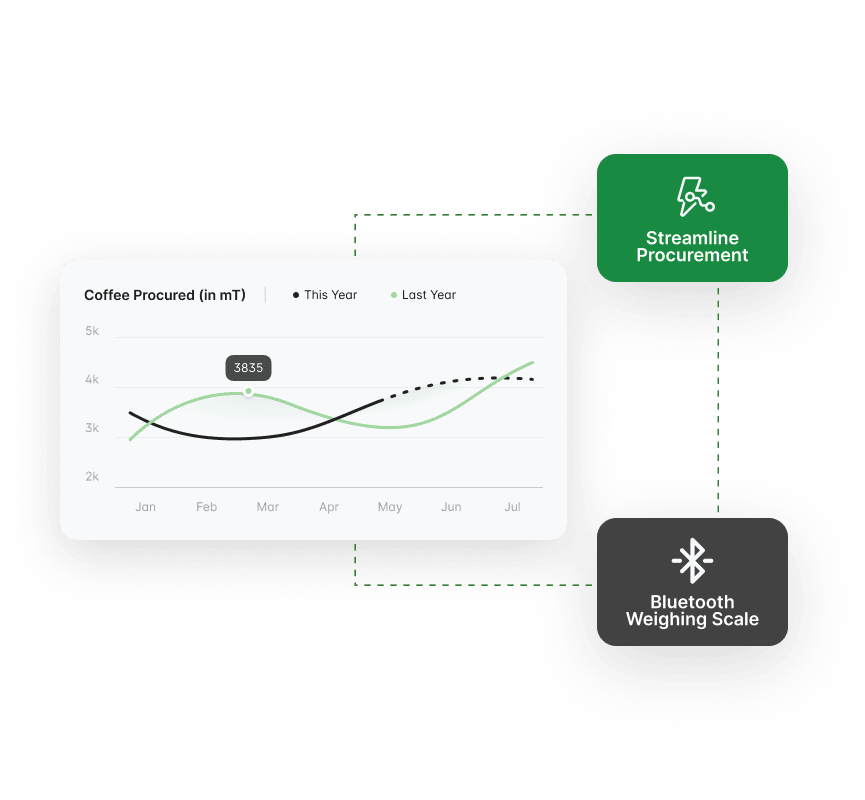 Streamline
Procurement
Coffee Procured (in mT)
This Year
Last Year
5k
3835
4k
3k
2k
Jan
Feb
Mar
Apr
May
Jun
Jul
Bluetooth
Weighing Scale